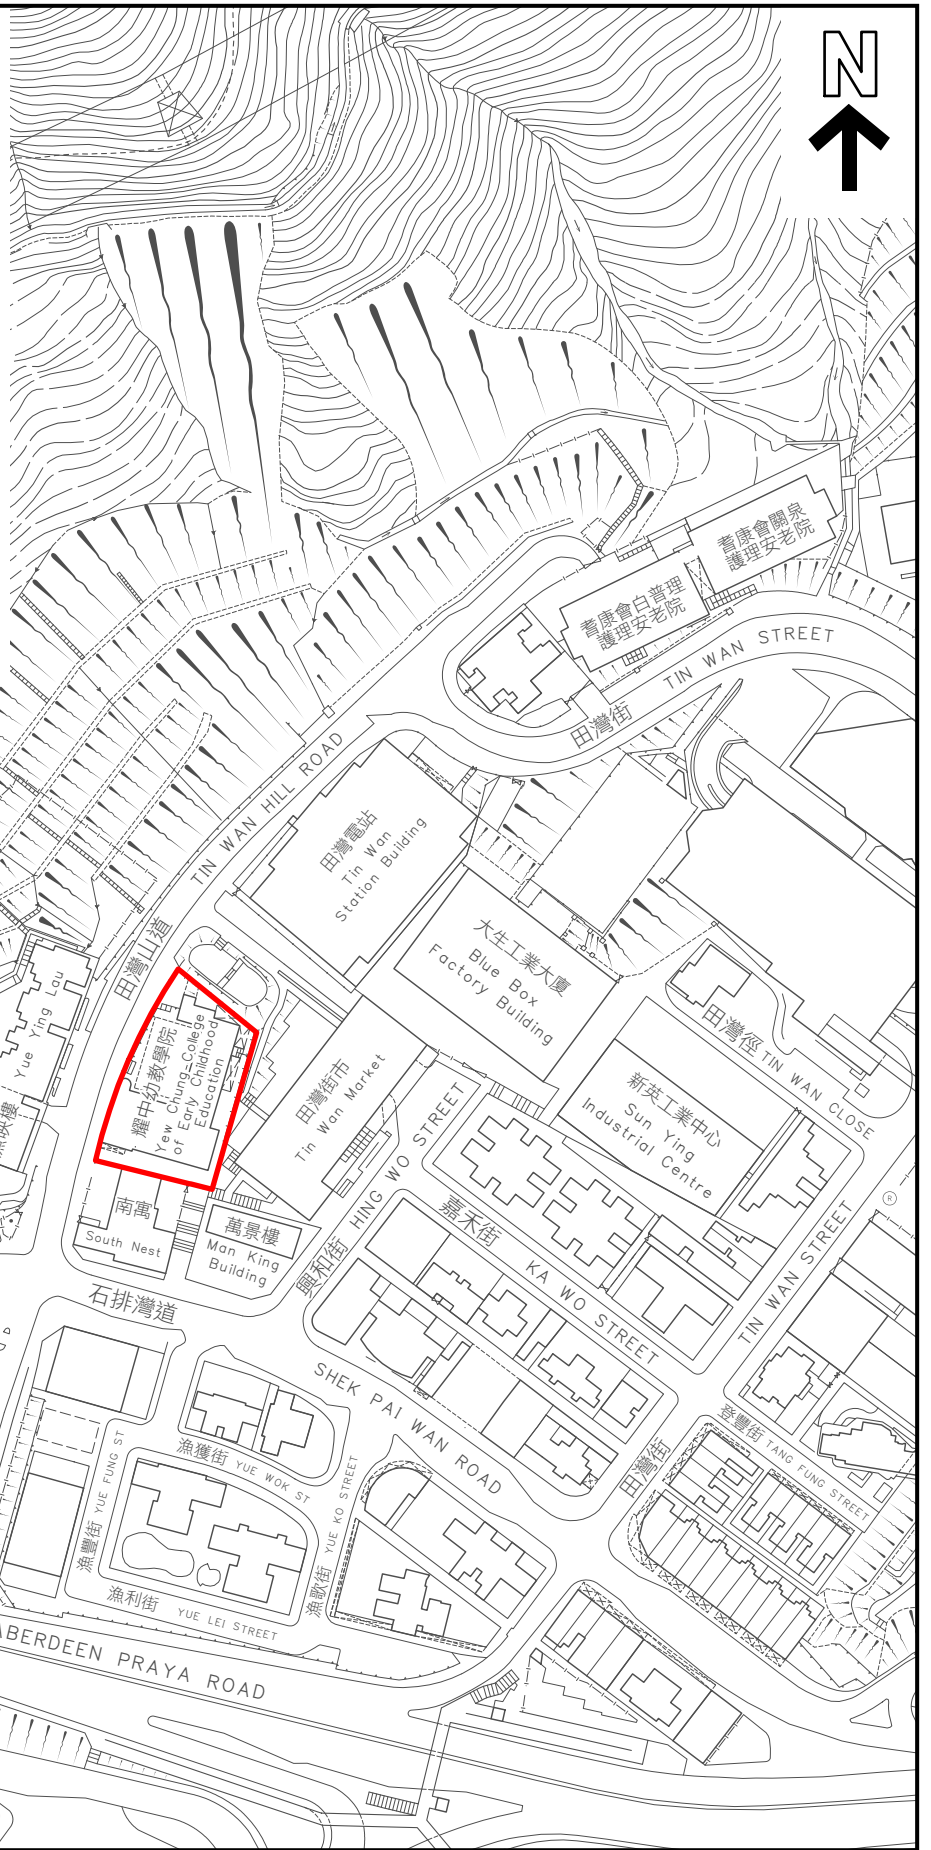 N
耆康會關泉
護理安老院
耆康會白普理
護理安老院
TIN WAN STREET
田灣街
TIN WAN HILL ROAD
田灣山道
田灣電站
Tin Wan
Station Building
大生工業大廈
Blue Box
Factory Building
田灣徑 TIN WAN CLOSE
Yue Ying Lau
耀中幼教學院
Yew Chung College
of Early Childhood
Education
田灣街市
Tin Wan Market
新英工業中心
Sun Ying
Industrial Centre
南寓
South Nest
萬景樓
Man King
Building
興和街 HING WO STREET
嘉禾街
KA WO STREET
TIN WAN STREET
R
石排灣道
SHEK PAI WAN ROAD
田灣街
登豐街 TANG FUNG STREET
漁獲街 YUE WOK ST
漁豐街 YUE FUNG ST
漁歌街 YUE KO STREET
漁利街 YUE LEI STREET
ABERDEEN PRAYA ROAD